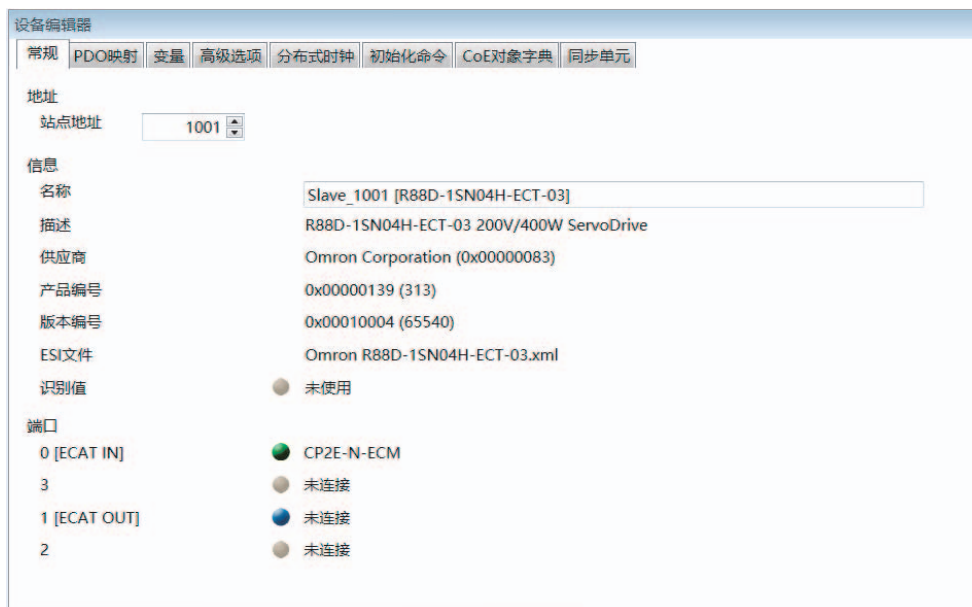 设备编辑器
常规 PDO映射 变量 高级选项 分布式时钟 初始化命令 CoE对象字典 同步单元
地址
站点地址 1001
信息
名称 Slave_1001 [R88D-1SN04H-ECT-03]
描述 R88D-1SN04H-ECT-03 200V/400W ServoDrive
供应商 Omron Corporation (0x00000083)
产品编号 0x00000139 (313)
版本编号 0x00010004 (65540)
ESI文件 Omron R88D-1SN04H-ECT-03.xml
识别值 未使用
端口
0 [ECAT IN] CP2E-N-ECM
3 未连接
1 [ECAT OUT] 未连接
2 未连接